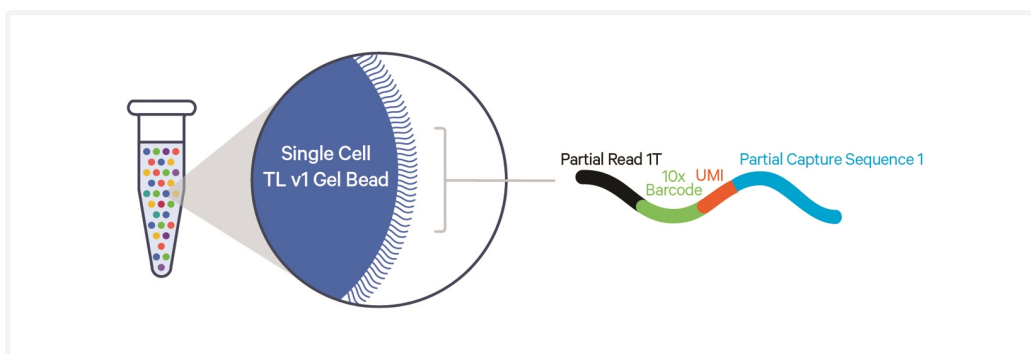 Single Cell
TL v1 Gel Bead
Partial Read 1T
10x
Barcode
UMI
Partial Capture Sequence 1